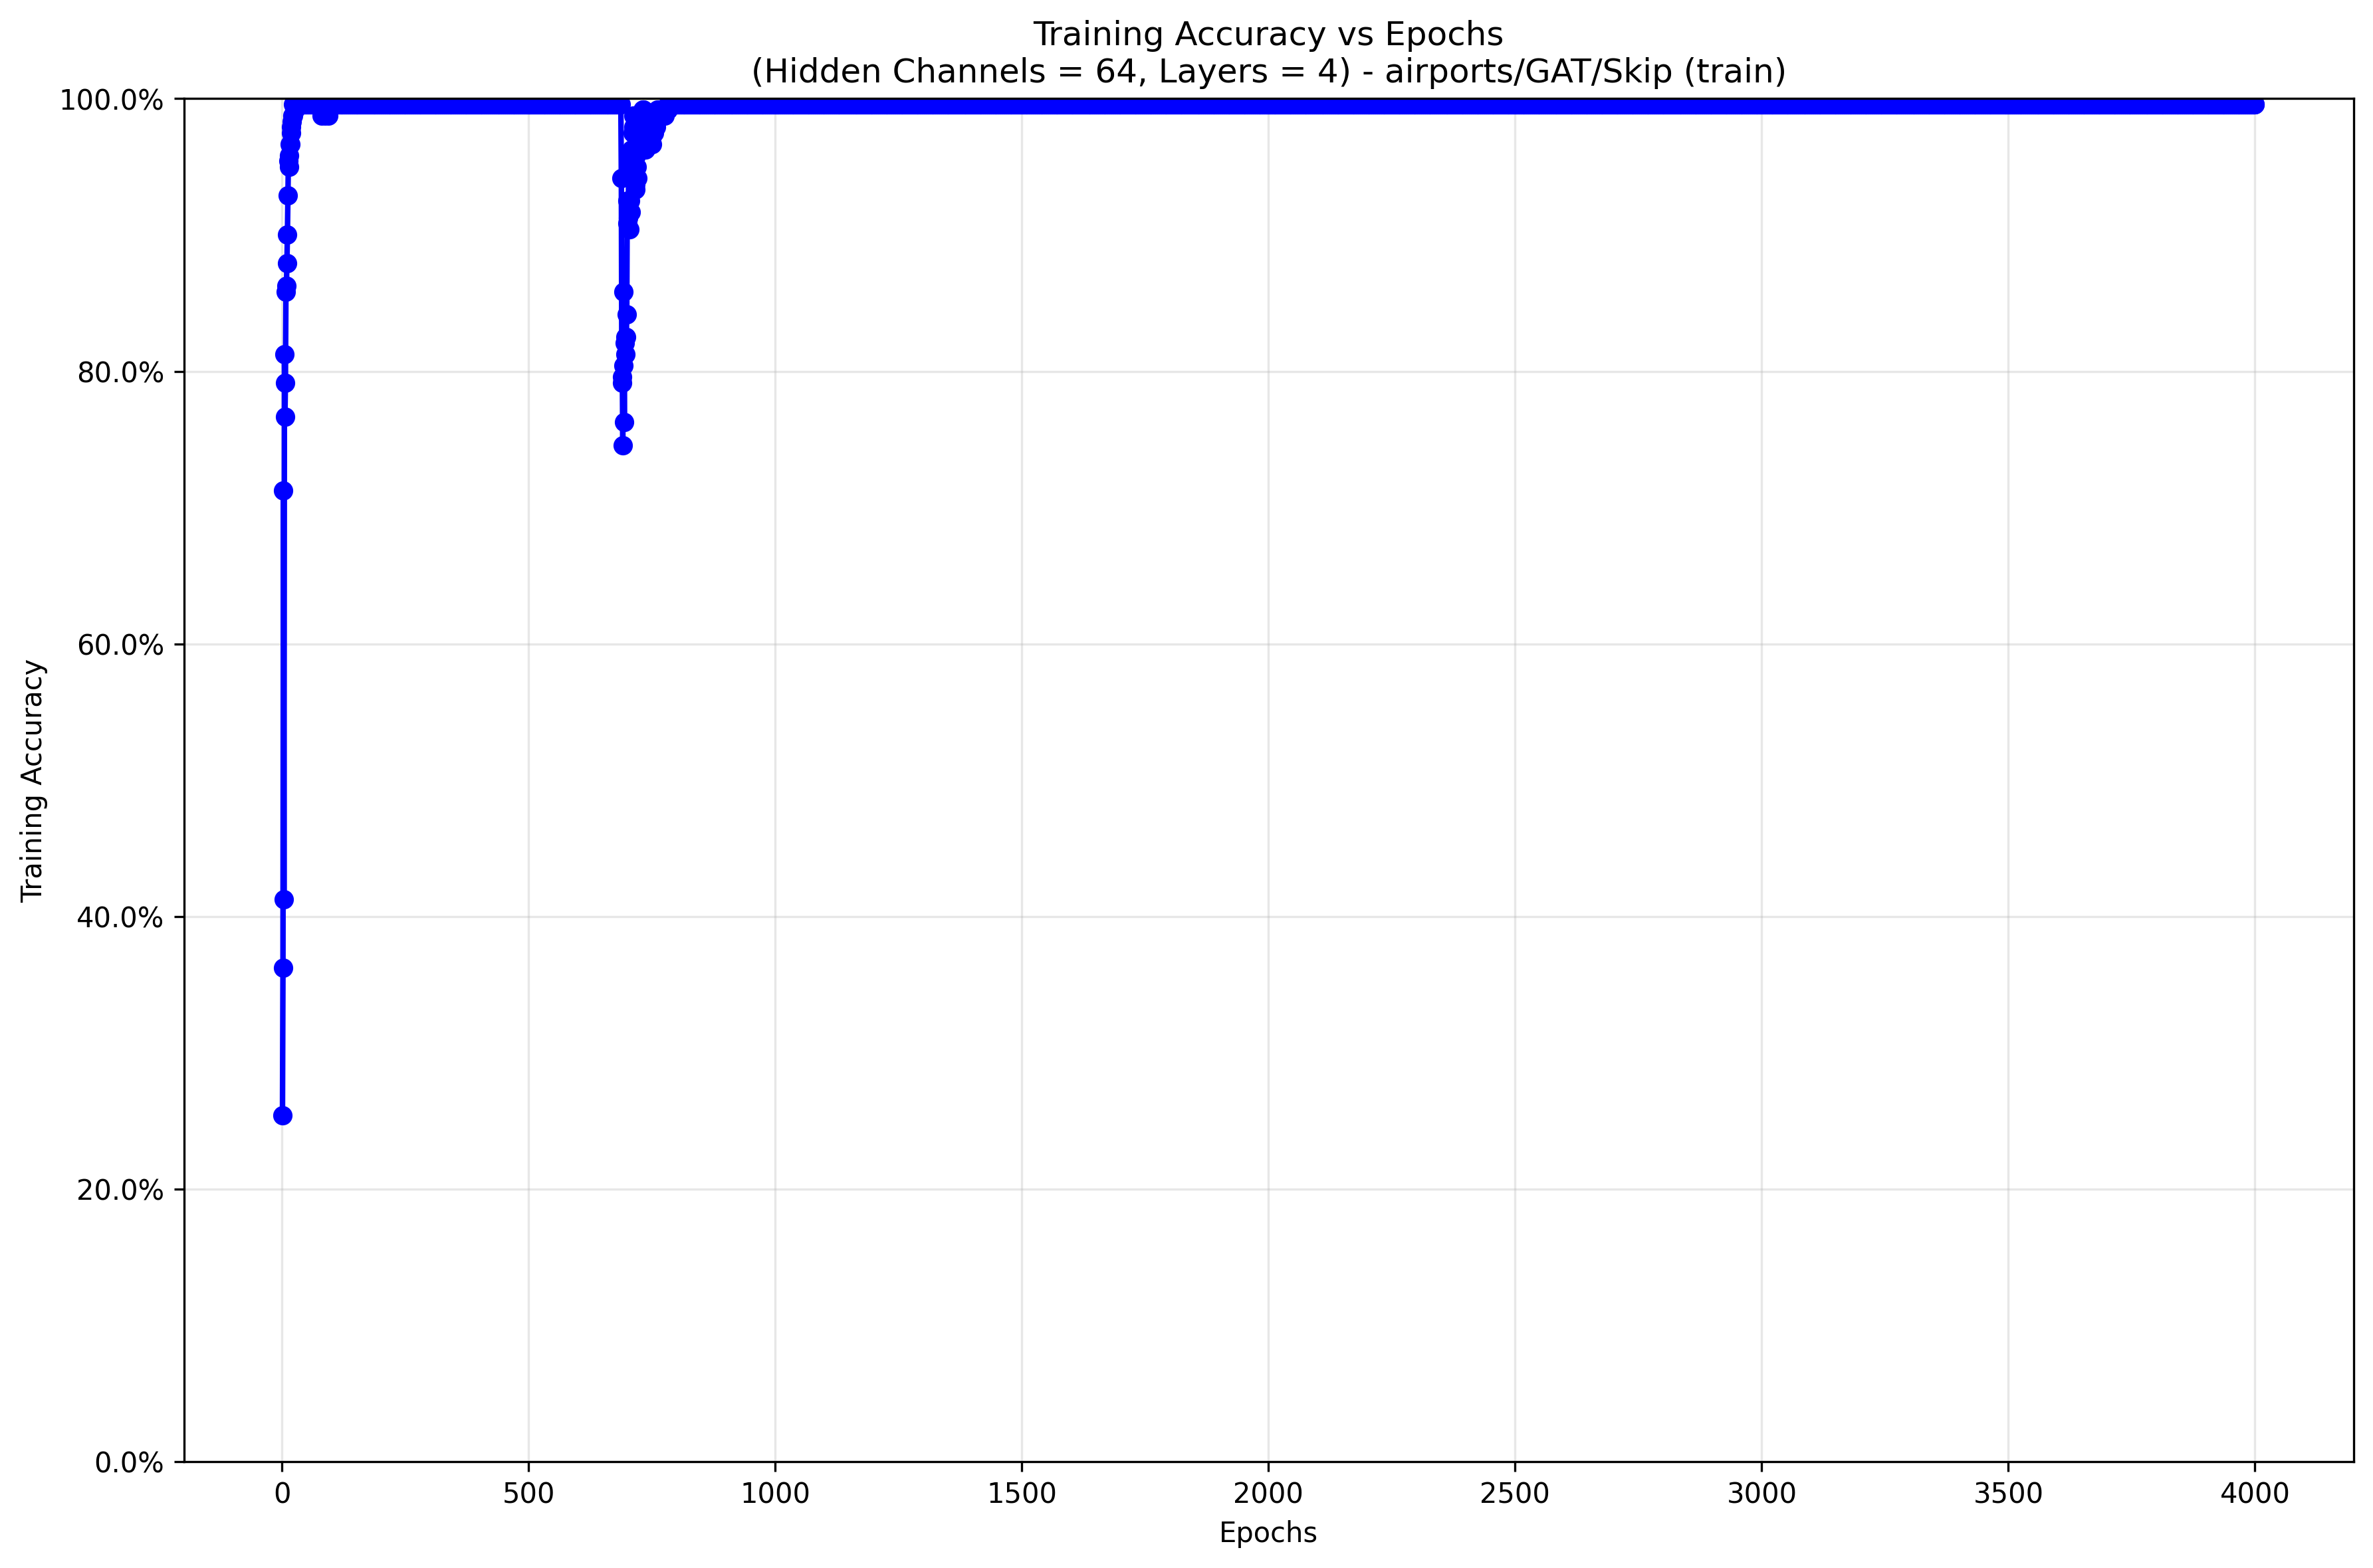 Training Accuracy vs Epochs
(Hidden Channels = 64, Layers = 4) - airports/GAT/Skip (train)
100.0%
80.0%
60.0%
40.0%
20.0%
0.0%
Training Accuracy
0 500 1000 1500 2000 2500 3000 3500 4000
Epochs